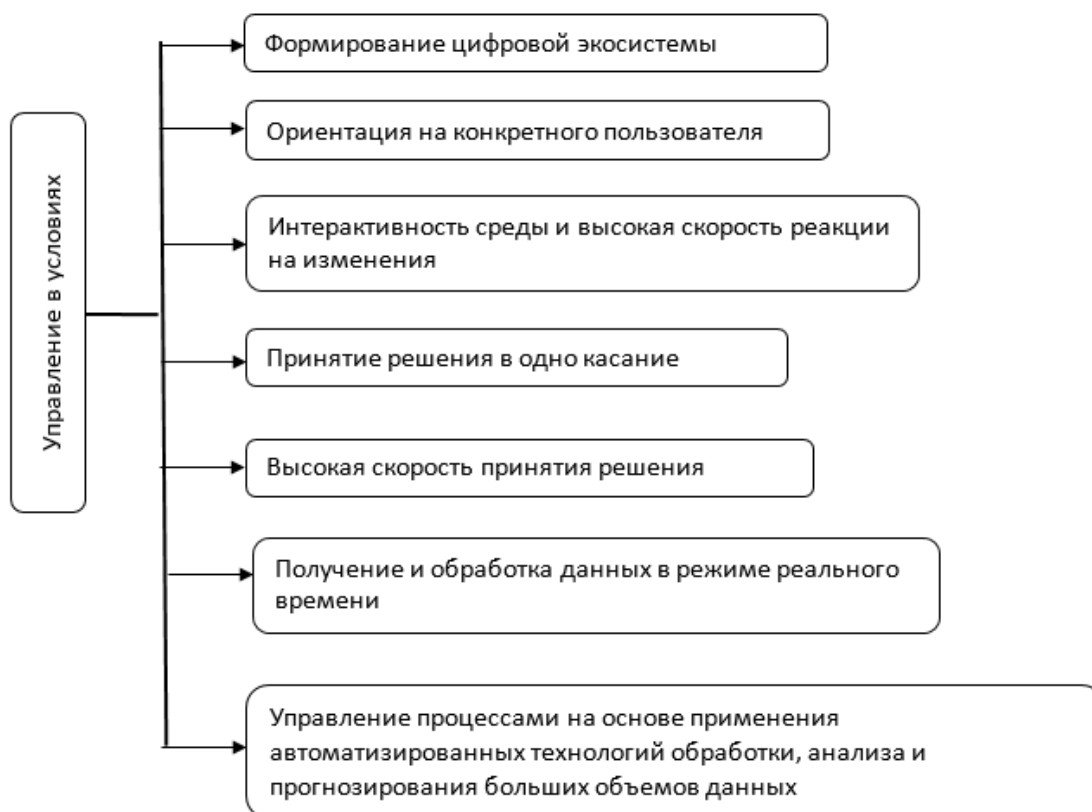 Формирование цифровой экосистемы
Ориентация на конкретного пользователя
Управление в условиях
Интерактивность среды и высокая скорость реакции
на изменения
Принятие решения в одно касание
Высокая скорость принятия решения
Получение и обработка данных в режиме реального
времени
Управление процессами на основе применения
автоматизированных технологий обработки, анализа и
прогнозирования больших объемов данных